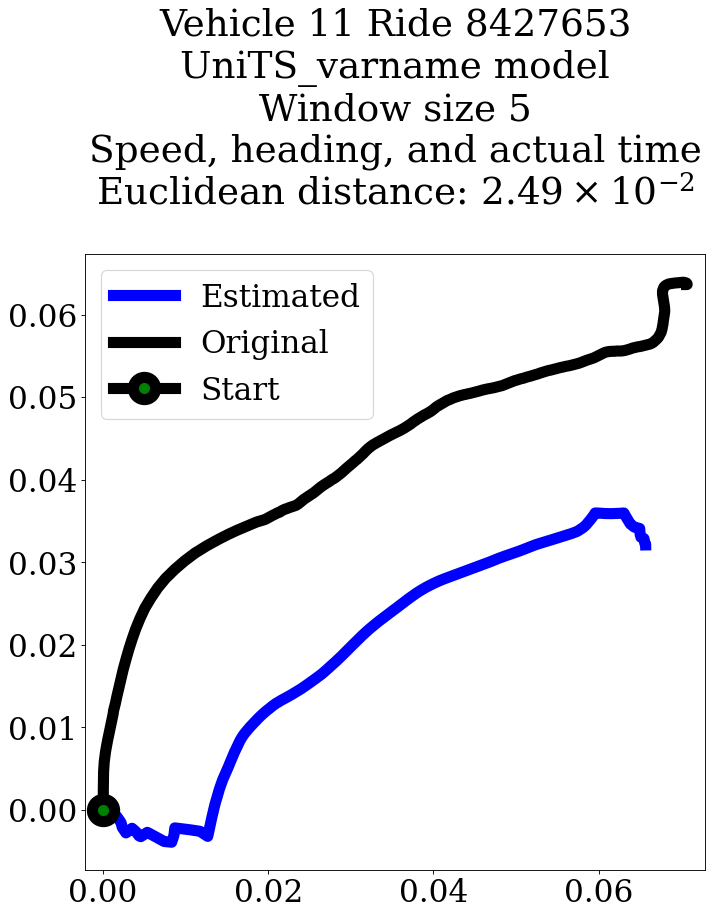 Vehicle 11 Ride 8427653
UniTS_varname model
Window size 5
Speed, heading, and actual time
Euclidean distance: 2.49 × 10⁻²
Estimated
Original
Start
0.06
0.05
0.04
0.03
0.02
0.01
0.00
0.00 0.02 0.04 0.06